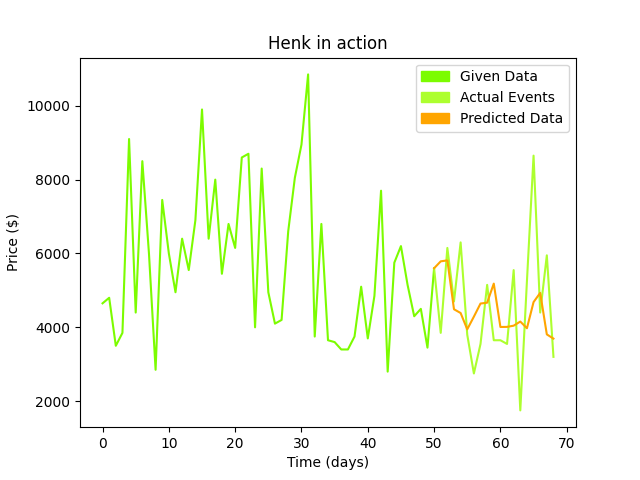 Henk in action
Given Data
Actual Events
Predicted Data
Price ($)
10000
8000
6000
4000
2000
0 10 20 30 40 50 60 70
Time (days)